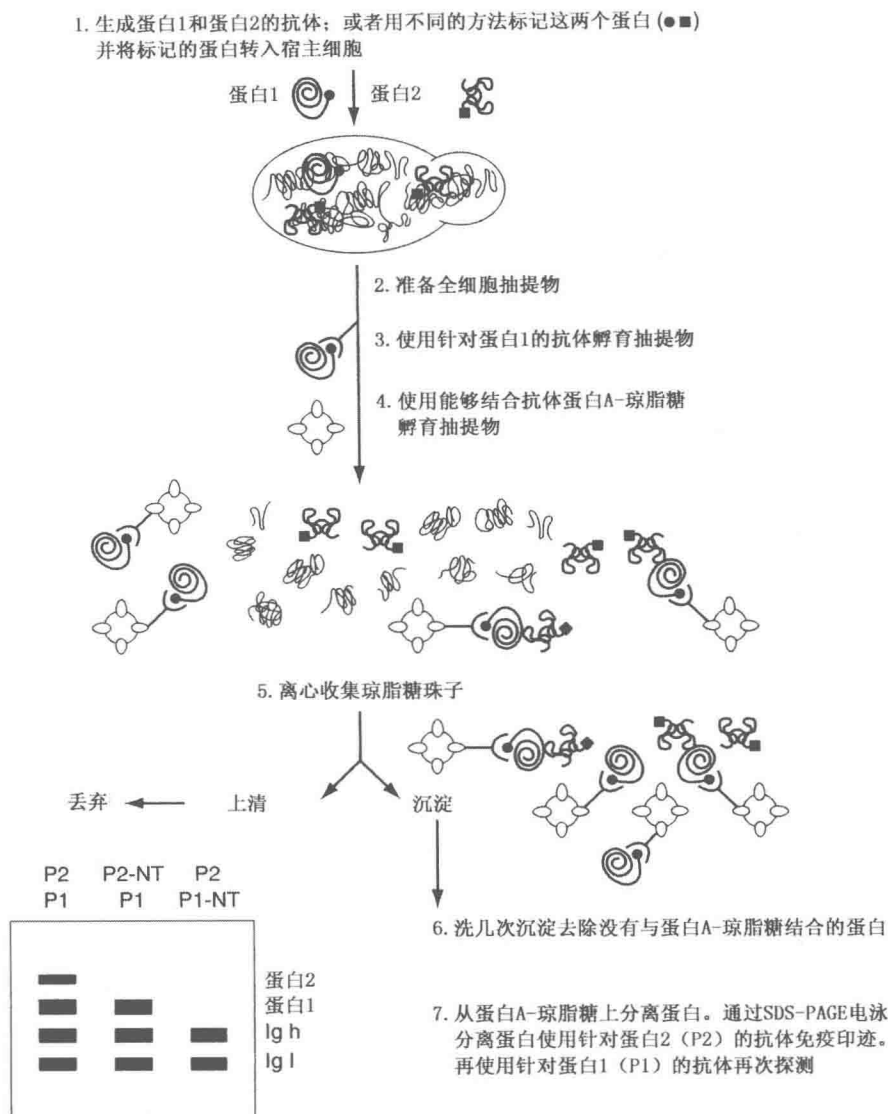 1. 生成蛋白1和蛋白2的抗体；或者用不同的方法标记这两个蛋白(●■)
并将标记的蛋白转入宿主细胞
蛋白1
蛋白2
2. 准备全细胞抽提物
3. 使用针对蛋白1的抗体孵育抽提物
4. 使用能够结合抗体蛋白A-琼脂糖
孵育抽提物
5. 离心收集琼脂糖珠子
丢弃
上清
沉淀
P2 P2-NT P2
P1 P1 P1-NT
蛋白2
蛋白1
Ig h
Ig l
6. 洗几次沉淀去除没有与蛋白A-琼脂糖结合的蛋白
7. 从蛋白A-琼脂糖上分离蛋白。通过SDS-PAGE电泳
分离蛋白使用针对蛋白2（P2）的抗体免疫印迹。
再使用针对蛋白1（P1）的抗体再次探测